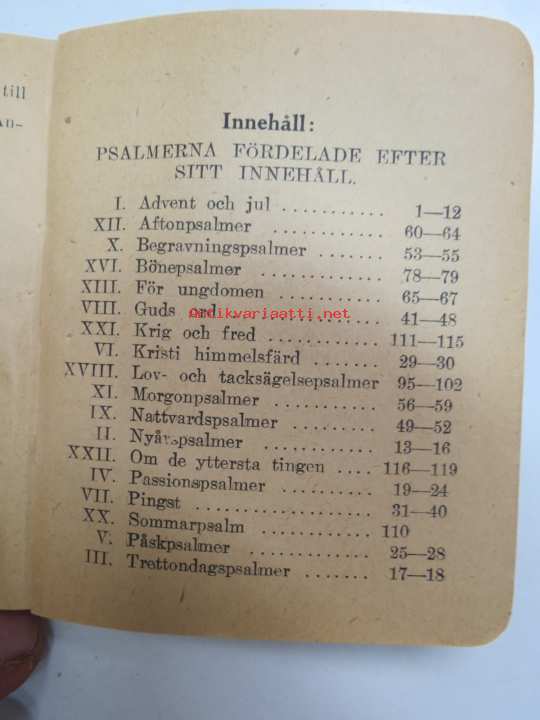 till
Innehåll:
PSALMERNA FÖRDELADE EFTER
SITT INNEHÅLL.
I. Advent och jul ........... 1—12
XII. Aftonpsalmer ........... 60—64
X. Begravningspsalmer ....... 53—55
XVI. Bönepsalmer ........... 78—79
XIII. För ungdomen ......... 65—67
VIII. Guds ord ............. 41—48
antikvariaatti.net
XXI. Krig och fred .......... 111—115
VI. Kristi himmelsfärd ....... 29—30
XVIII. Lov- och tacksägelsepsalmer 95—102
XI. Morgonpsalmer ......... 56—59
IX. Nattvardspsalmer ........ 49—52
II. Nyårspsalmer .......... 13—16
XXII. Om de yttersta tingen .... 116—119
IV. Passionspsalmer ......... 19—24
VII. Pingst ................ 31—40
XX. Sommarpsalm .......... 110
V. Påskpsalmer ........... 25—28
III. Trettondagspsalmer ....... 17—18